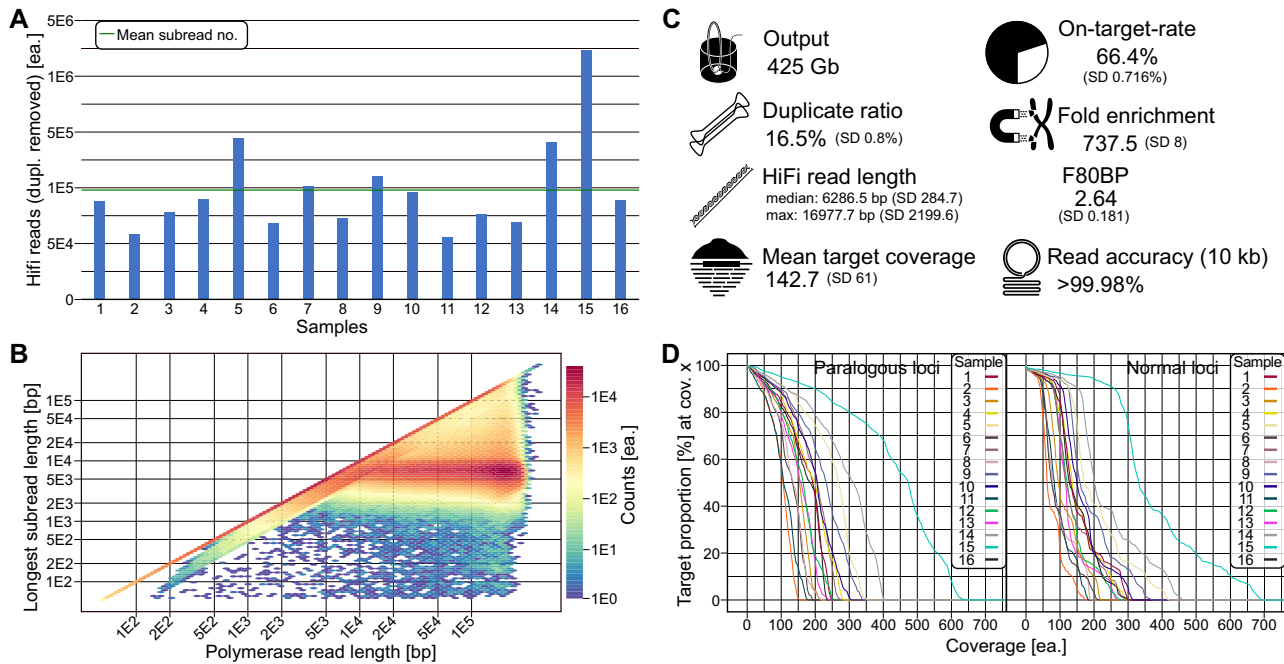 A
5E6
1E6
5E5
1E5
5E4
0
Hifi reads (dupl. removed) [ea.]
Mean subread no.
1 2 3 4 5 6 7 8 9 10 11 12 13 14 15 16
Samples
B
5E4
2E4
1E4
5E3
2E3
1E3
5E2
2E2
1E2
Longest subread length [bp]
1E2 2E2 5E2 1E3 2E3 5E3 1E4 2E4 5E4 1E5
Polymerase read length [bp]
1E4
1E3
1E2
1E1
1E0
Counts [ea.]
C
Output
425 Gb
Duplicate ratio
16.5% (SD 0.8%)
HiFi read length
median: 6286.5 bp (SD 284.7)
max: 16977.7 bp (SD 2199.6)
Mean target coverage
142.7 (SD 61)
On-target-rate
66.4%
(SD 0.716%)
Fold enrichment
737.5 (SD 8)
F80BP
2.64
(SD 0.181)
Read accuracy (10 kb)
>99.98%
D
100
80
60
40
20
0
Target proportion [%] at cov. x
Paralogous loci
Sample
1
2
3
4
5
6
7
8
9
10
11
12
13
14
15
16
0 100 200 300 400 500 600 700
Normal loci
Sample
1
2
3
4
5
6
7
8
9
10
11
12
13
14
15
16
0 100 200 300 400 500 600 700
Coverage [ea.]